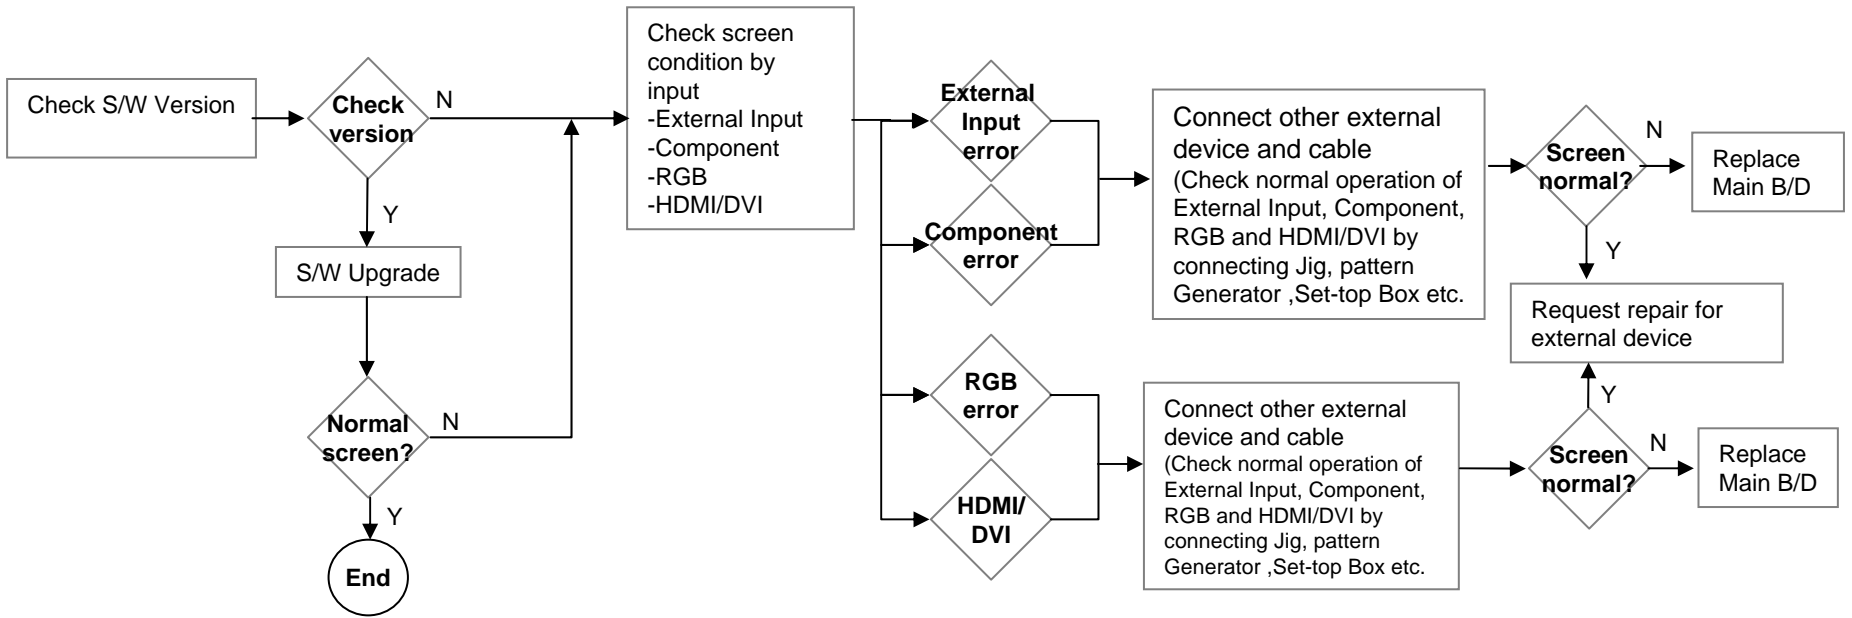 Check S/W Version
Check
version
N
Y
S/W Upgrade
Normal
screen?
N
Y
End
Check screen
condition by
input
-External Input
-Component
-RGB
-HDMI/DVI
External
Input
error
Component
error
RGB
error
HDMI/
DVI
Connect other external
device and cable
(Check normal operation of
External Input, Component,
RGB and HDMI/DVI by
connecting Jig, pattern
Generator ,Set-top Box etc.
Screen
normal?
N
Replace
Main B/D
Y
Request repair for
external device
Connect other external
device and cable
(Check normal operation of
External Input, Component,
RGB and HDMI/DVI by
connecting Jig, pattern
Generator ,Set-top Box etc.
Y
Screen
normal?
N
Replace
Main B/D